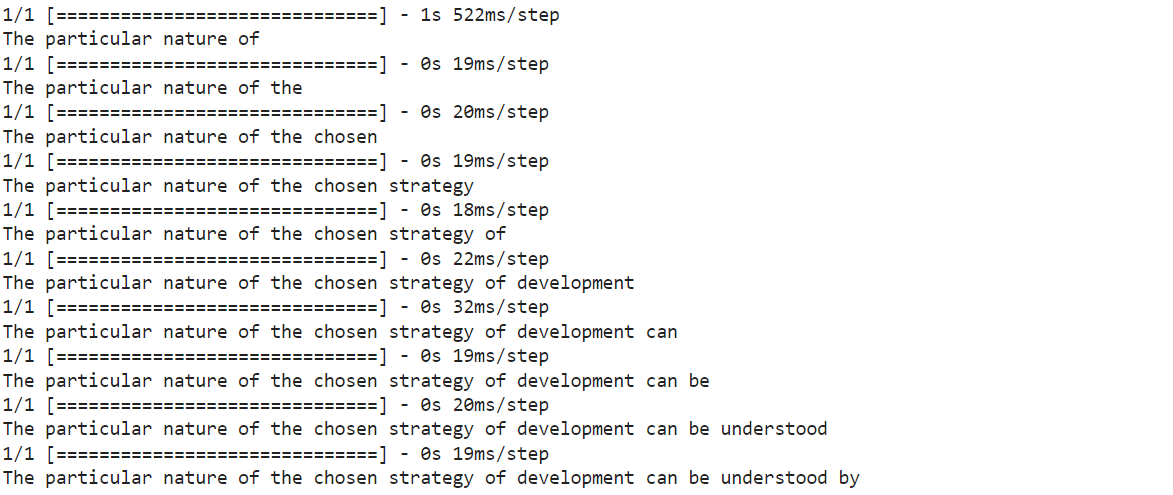 1/1 [==============================] - 1s 522ms/step
The particular nature of
1/1 [==============================] - 0s 19ms/step
The particular nature of the
1/1 [==============================] - 0s 20ms/step
The particular nature of the chosen
1/1 [==============================] - 0s 19ms/step
The particular nature of the chosen strategy
1/1 [==============================] - 0s 18ms/step
The particular nature of the chosen strategy of
1/1 [==============================] - 0s 22ms/step
The particular nature of the chosen strategy of development
1/1 [==============================] - 0s 32ms/step
The particular nature of the chosen strategy of development can
1/1 [==============================] - 0s 19ms/step
The particular nature of the chosen strategy of development can be
1/1 [==============================] - 0s 20ms/step
The particular nature of the chosen strategy of development can be understood
1/1 [==============================] - 0s 19ms/step
The particular nature of the chosen strategy of development can be understood by